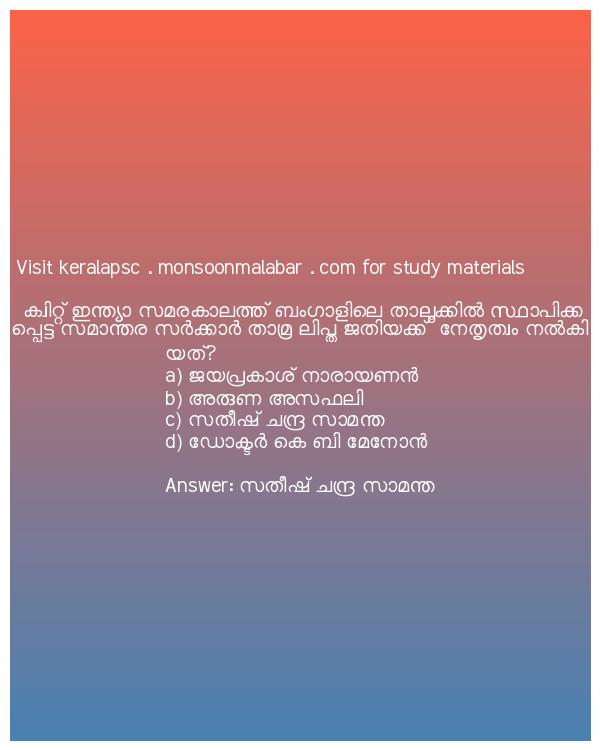 Visit keralapsc . monsoonmalabar . com for study materials
ക്വിറ്റ് ഇന്ത്യാ സമരകാലത്ത് ബംഗാളിലെ താല്ലൂക്കിൽ സ്ഥാപിക്ക
പ്പെട്ട സമാന്തര സർക്കാർ താമ്ര ലിപ്ത ജതിയക്ക് നേതൃത്വം നൽകി
യത്?
a) ജയപ്രകാശ് നാരായണൻ
b) അരുണ അസഫലി
c) സതീഷ് ചന്ദ്ര സാമന്ത
d) ഡോക്ടർ കെ ബി മേനോൻ
Answer: സതീഷ് ചന്ദ്ര സാമന്ത